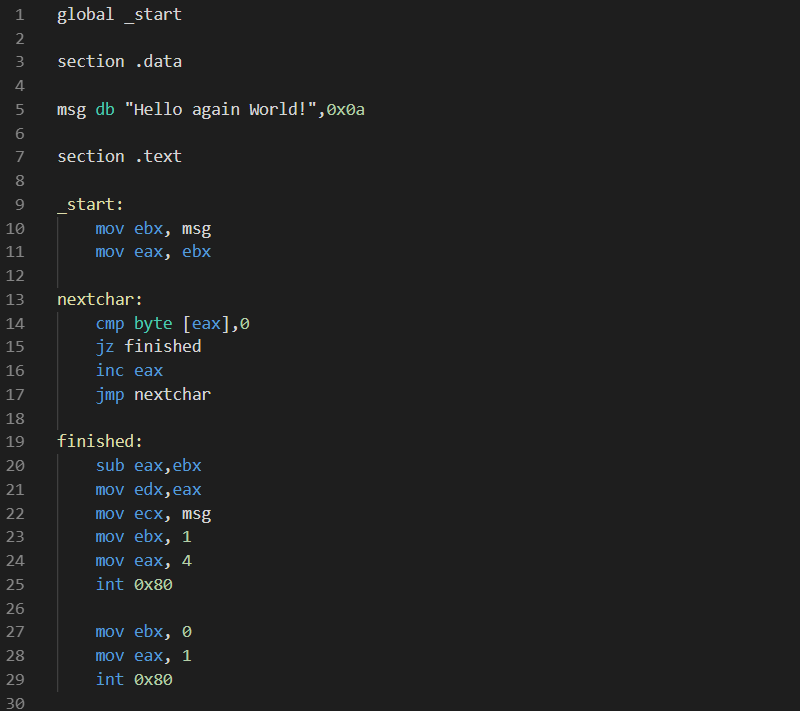 1 global _start
2
3 section .data
4
5 msg db "Hello again World!",0x0a
6
7 section .text
8
9 _start:
10 mov ebx, msg
11 mov eax, ebx
12
13 nextchar:
14 cmp byte [eax],0
15 jz finished
16 inc eax
17 jmp nextchar
18
19 finished:
20 sub eax,ebx
21 mov edx,eax
22 mov ecx, msg
23 mov ebx, 1
24 mov eax, 4
25 int 0x80
26
27 mov ebx, 0
28 mov eax, 1
29 int 0x80
30